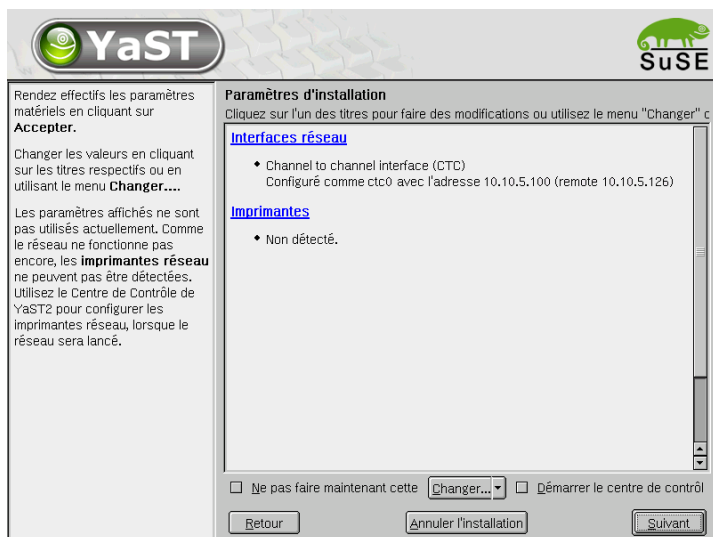 YaST
SuSE
Rendez effectifs les paramètres
matériels en cliquant sur
Accepter.
Changer les valeurs en cliquant
sur les titres respectifs ou en
utilisant le menu Changer....
Les paramètres affichés ne sont
pas utilisés actuellement. Comme
le réseau ne fonctionne pas
encore, les imprimantes réseau
ne peuvent pas être détectées.
Utilisez le Centre de Contrôle de
YaST2 pour configurer les
imprimantes réseau, lorsque le
réseau sera lancé.
Paramètres d'installation
Cliquez sur l'un des titres pour faire des modifications ou utilisez le menu "Changer" c
Interfaces réseau
• Channel to channel interface (CTC)
Configuré comme ctc0 avec l'adresse 10.10.5.100 (remote 10.10.5.126)
Imprimantes
• Non détecté.
Ne pas faire maintenant cette Changer... Démarrer le centre de contrôl
Retour Annuler l'installation Suivant